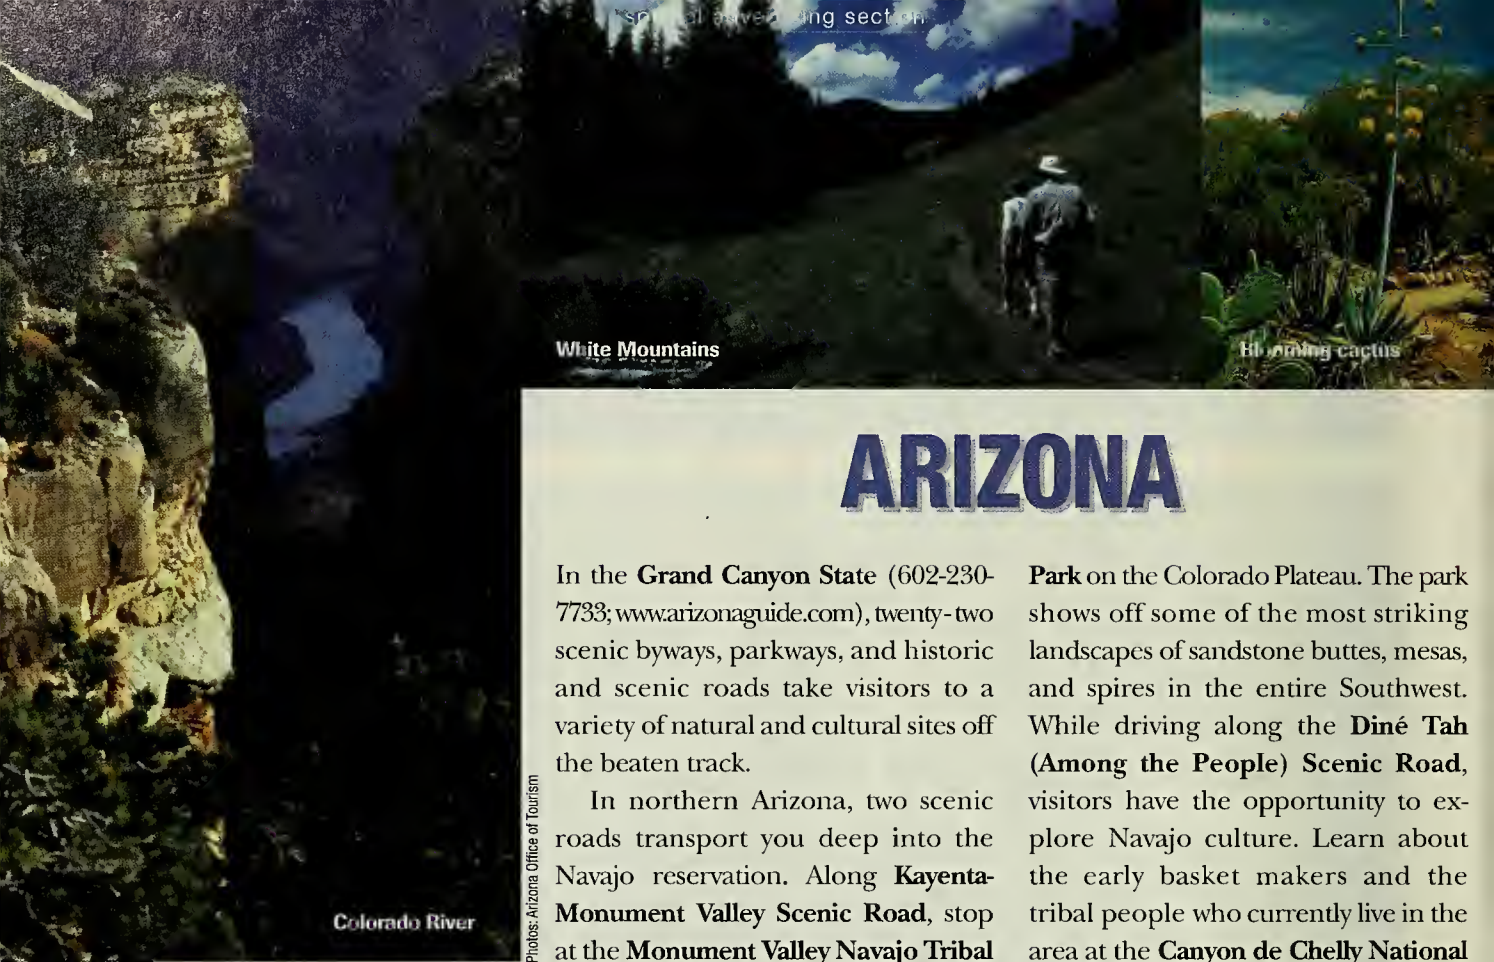 special advertising section
White Mountains
Blooming cactus
Colorado River
Photos: Arizona Office of Tourism
ARIZONA
In the Grand Canyon State (602-230-
7733; www.arizonaguide.com), twenty-two
scenic byways, parkways, and historic
and scenic roads take visitors to a
variety of natural and cultural sites off
the beaten track.
In northern Arizona, two scenic
roads transport you deep into the
Navajo reservation. Along Kayenta-
Monument Valley Scenic Road, stop
at the Monument Valley Navajo Tribal
Park on the Colorado Plateau. The park
shows off some of the most striking
landscapes of sandstone buttes, mesas,
and spires in the entire Southwest.
While driving along the Diné Tah
(Among the People) Scenic Road,
visitors have the opportunity to ex-
plore Navajo culture. Learn about
the early basket makers and the
tribal people who currently live in the
area at the Canyon de Chelly National